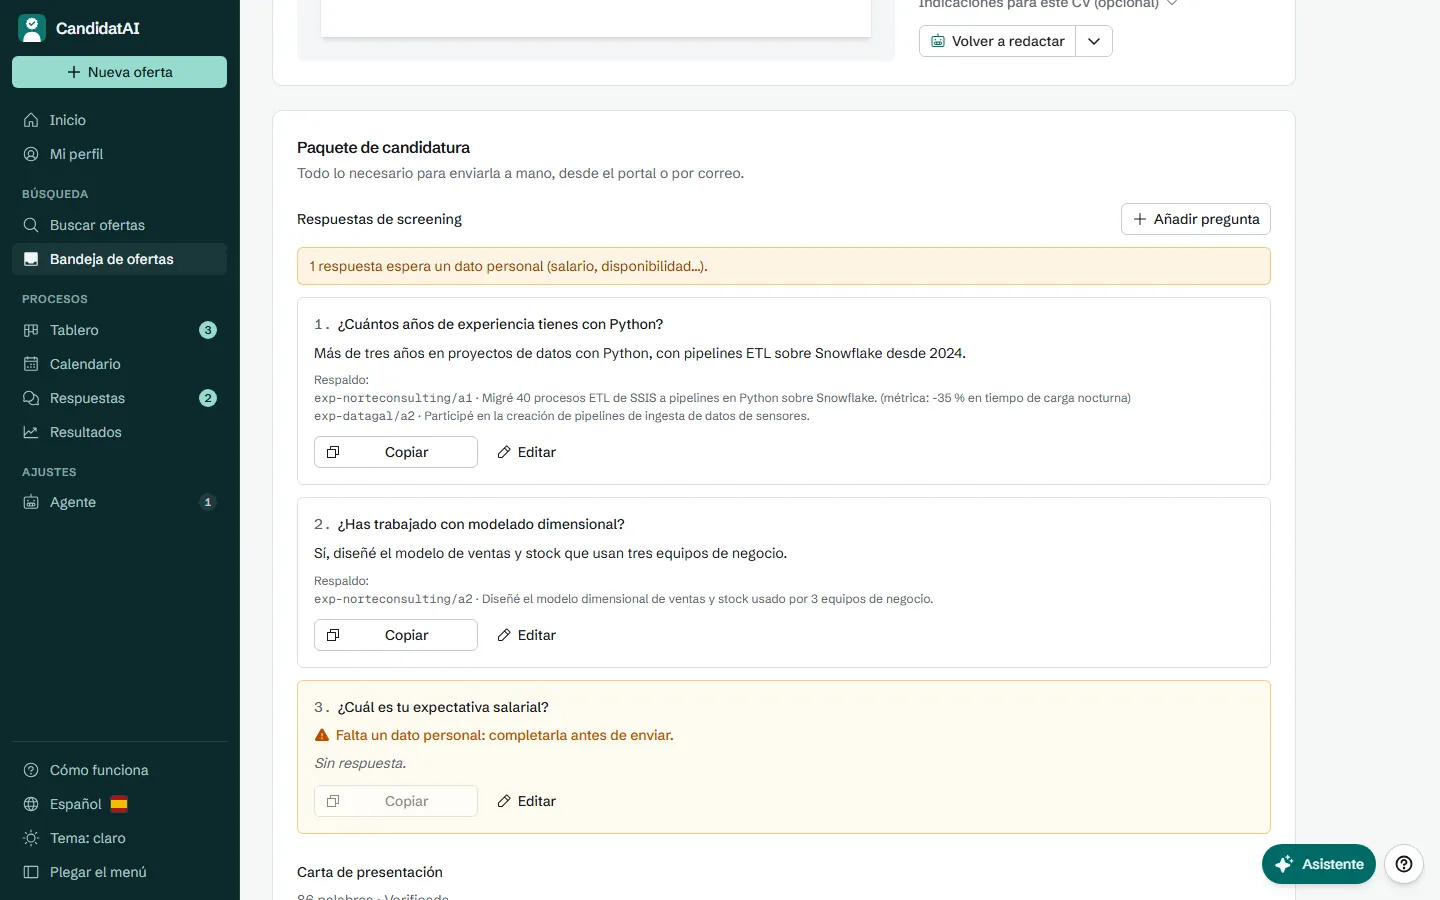 CandidatAI
Nueva oferta
Inicio
Mi perfil
BÚSQUEDA
Buscar ofertas
Bandeja de ofertas
PROCESOS
Tablero 3
Calendario
Respuestas 2
Resultados
AJUSTES
Agente 1
Cómo funciona
Español
Tema: claro
Plegar el menú
Indicaciones para este CV (opcional)
Volver a redactar
Paquete de candidatura
Todo lo necesario para enviarla a mano, desde el portal o por correo.
Respuestas de screening
Añadir pregunta
1 respuesta espera un dato personal (salario, disponibilidad...).
1. ¿Cuántos años de experiencia tienes con Python?
Más de tres años en proyectos de datos con Python, con pipelines ETL sobre Snowflake desde 2024.
Respaldo:
exp-norteconsulting/a1 · Migré 40 procesos ETL de SSIS a pipelines en Python sobre Snowflake. (métrica: -35 % en tiempo de carga nocturna)
exp-datagal/a2 · Participé en la creación de pipelines de ingesta de datos de sensores.
Copiar Editar
2. ¿Has trabajado con modelado dimensional?
Sí, diseñé el modelo de ventas y stock que usan tres equipos de negocio.
Respaldo:
exp-norteconsulting/a2 · Diseñé el modelo dimensional de ventas y stock usado por 3 equipos de negocio.
Copiar Editar
3. ¿Cuál es tu expectativa salarial?
Falta un dato personal: completarla antes de enviar.
Sin respuesta.
Copiar Editar
Carta de presentación
86 palabras · Verificada
Asistente